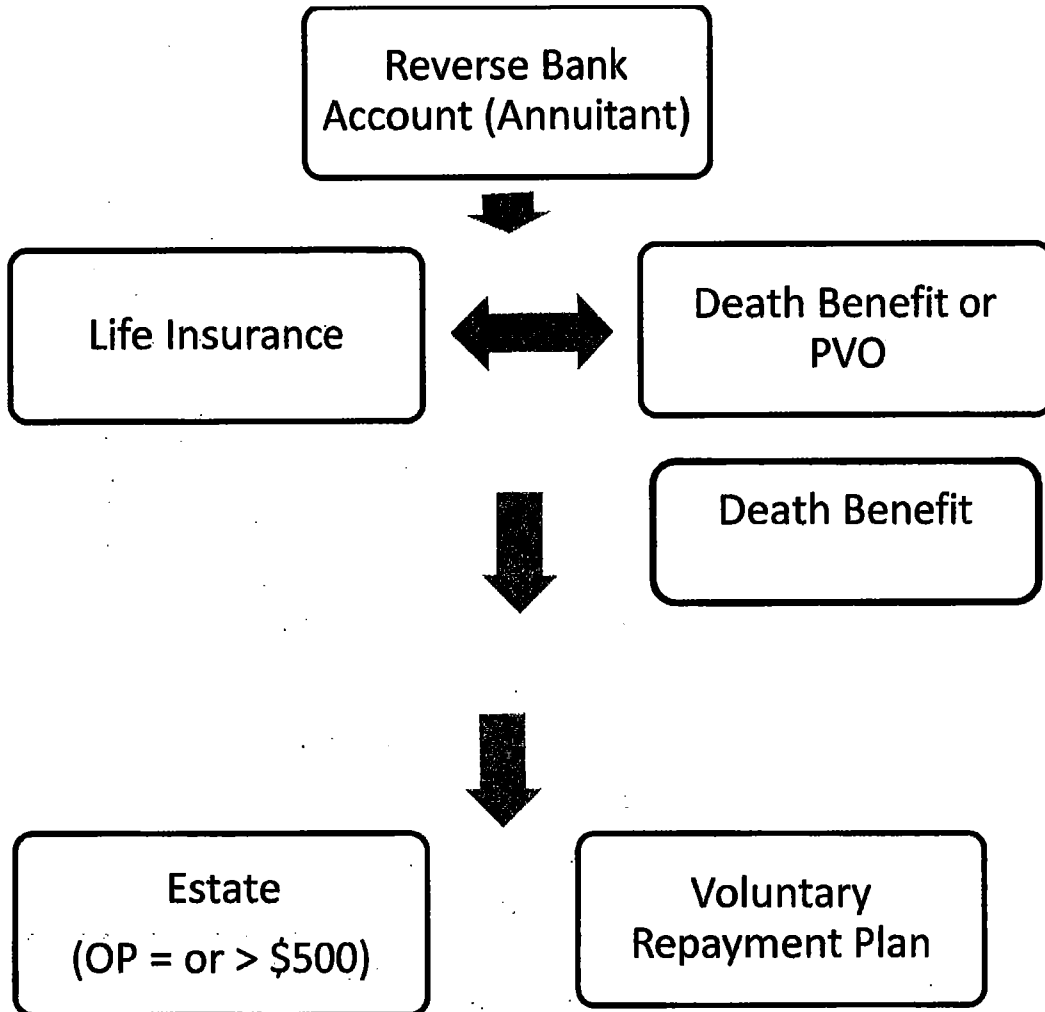 Reverse Bank
Account (Annuitant)
Life Insurance
Death Benefit or
PVO
Death Benefit
Estate
(OP = or > $500)
Voluntary
Repayment Plan